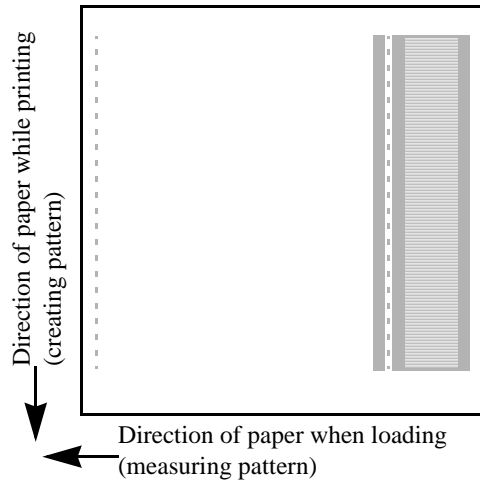 Direction of paper while printing
(creating pattern)
Direction of paper when loading
(measuring pattern)